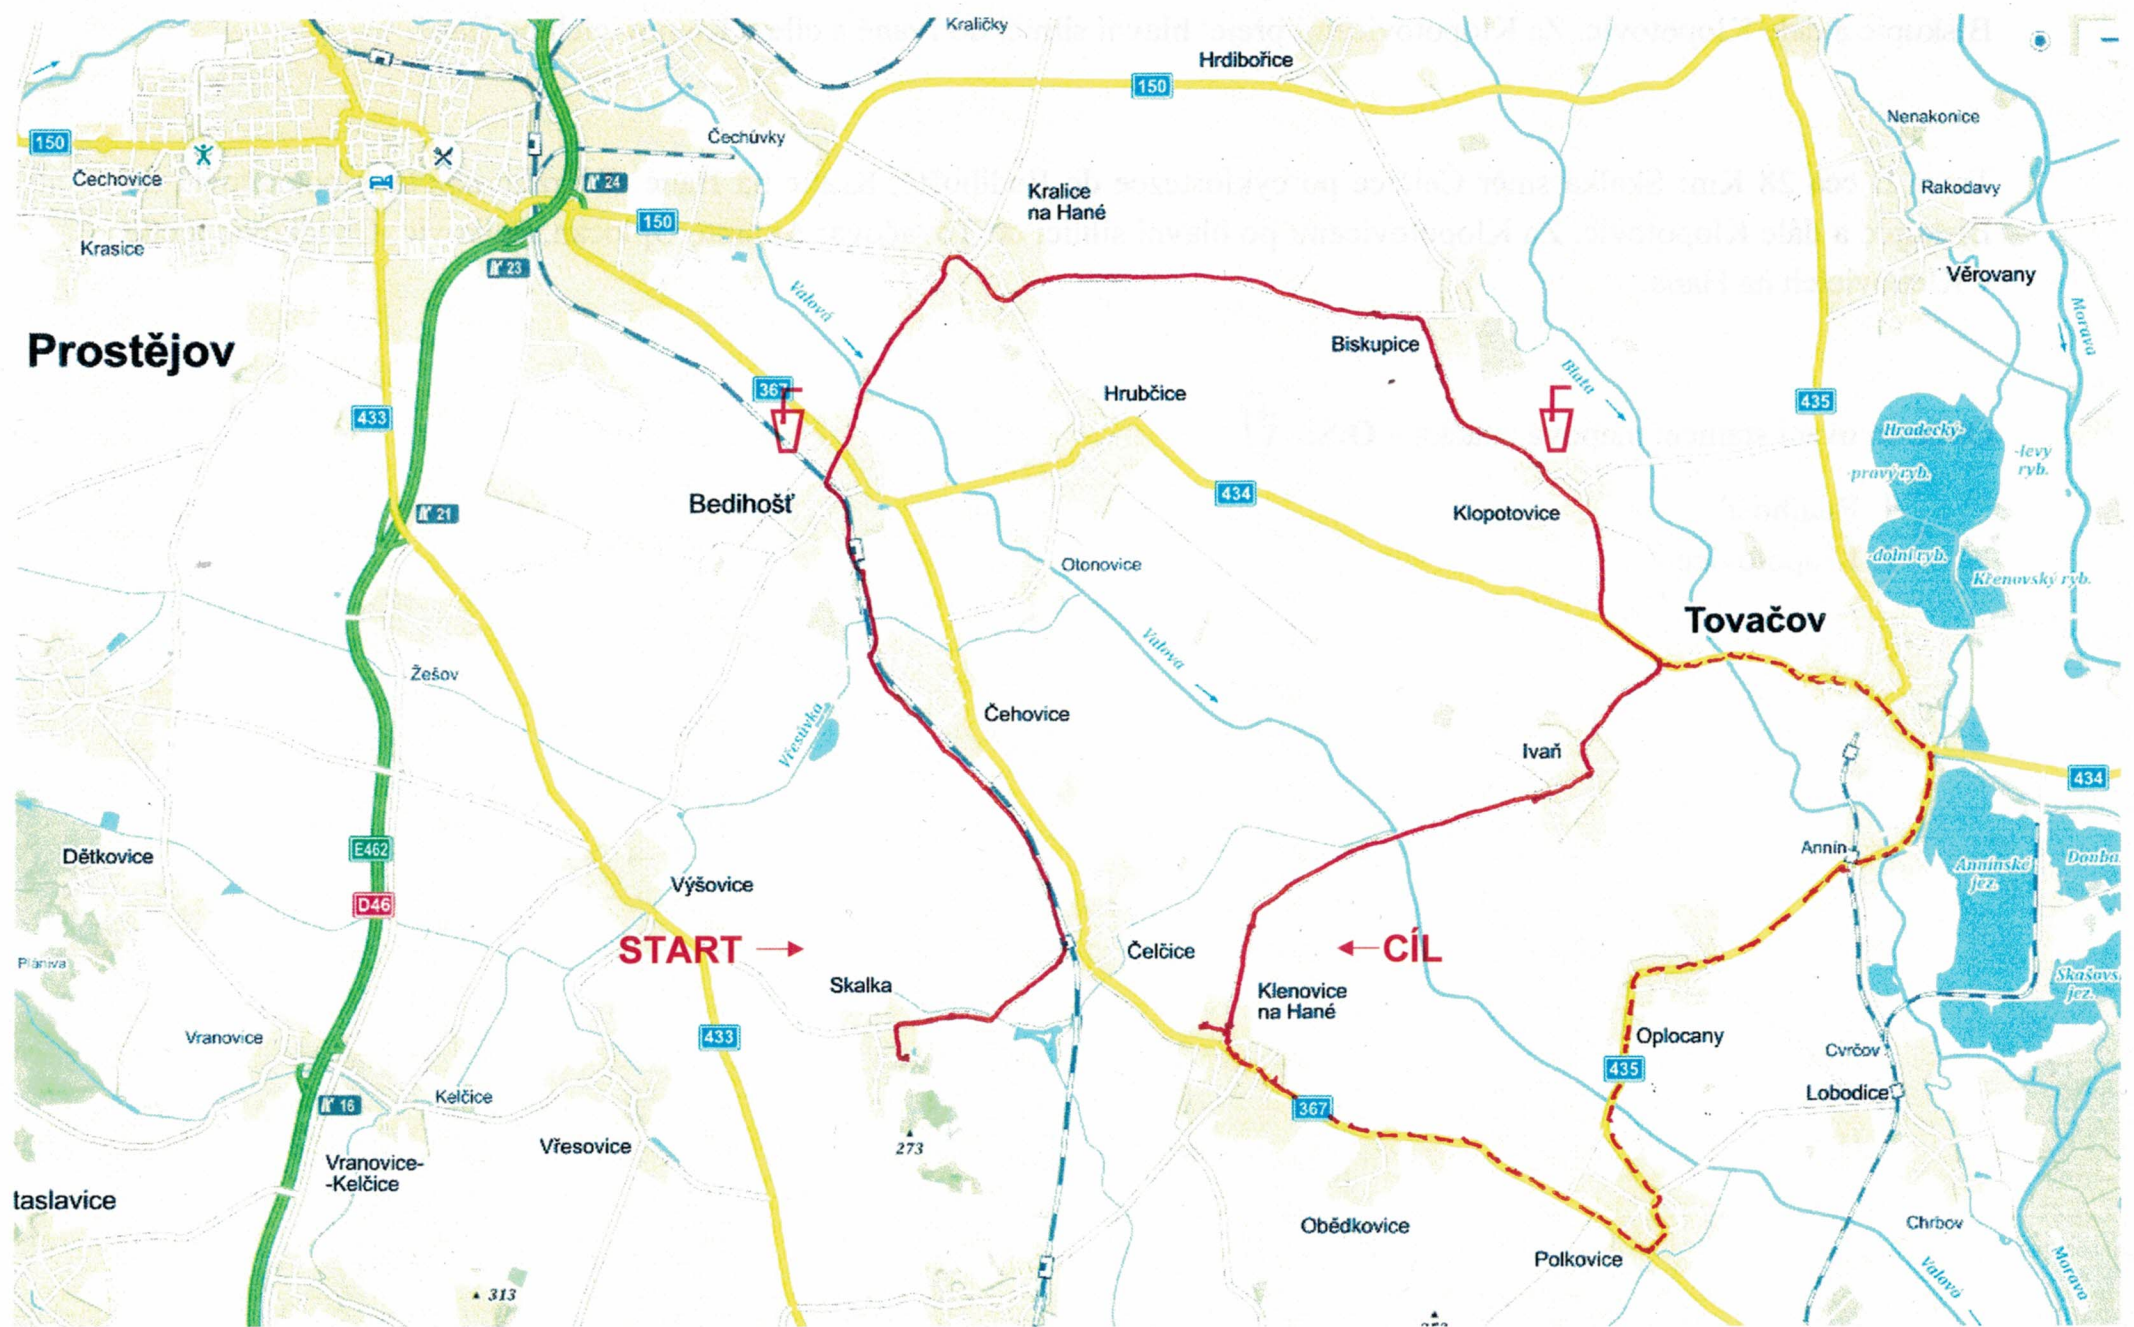 Kraličky
Hrdibořice
150
Nenakonice
Čechůvky
150
Čechovice
24
Kralice
na Hané
Rakodavy
150
Krasice
23
Věrovany
Valová
Morava
Prostějov
Biskupice
Blata
367
Hrubčice
433
435
Hradecký-
-pravý ryb.
-levý
ryb.
434
Bedihošť
21
Klopotovice
-dolní ryb.
Otonovice
Křenovský ryb.
Tovačov
Valová
Žešov
Čehovice
Vřesůvka
Ivaň
434
E462
Dětkovice
Annín
Annínské
jez.
Výšovice
D46
START
CÍL
Čelčice
Skalka
Klenovice
na Hané
Skašovs
jez.
Vranovice
433
Oplocany
Cvrčov
435
Lobodice
16
Kelčice
367
Vřesovice
273
Vranovice-
-Kelčice
taslavice
Obědkovice
Chrbov
Polkovice
Valová
Morava
313